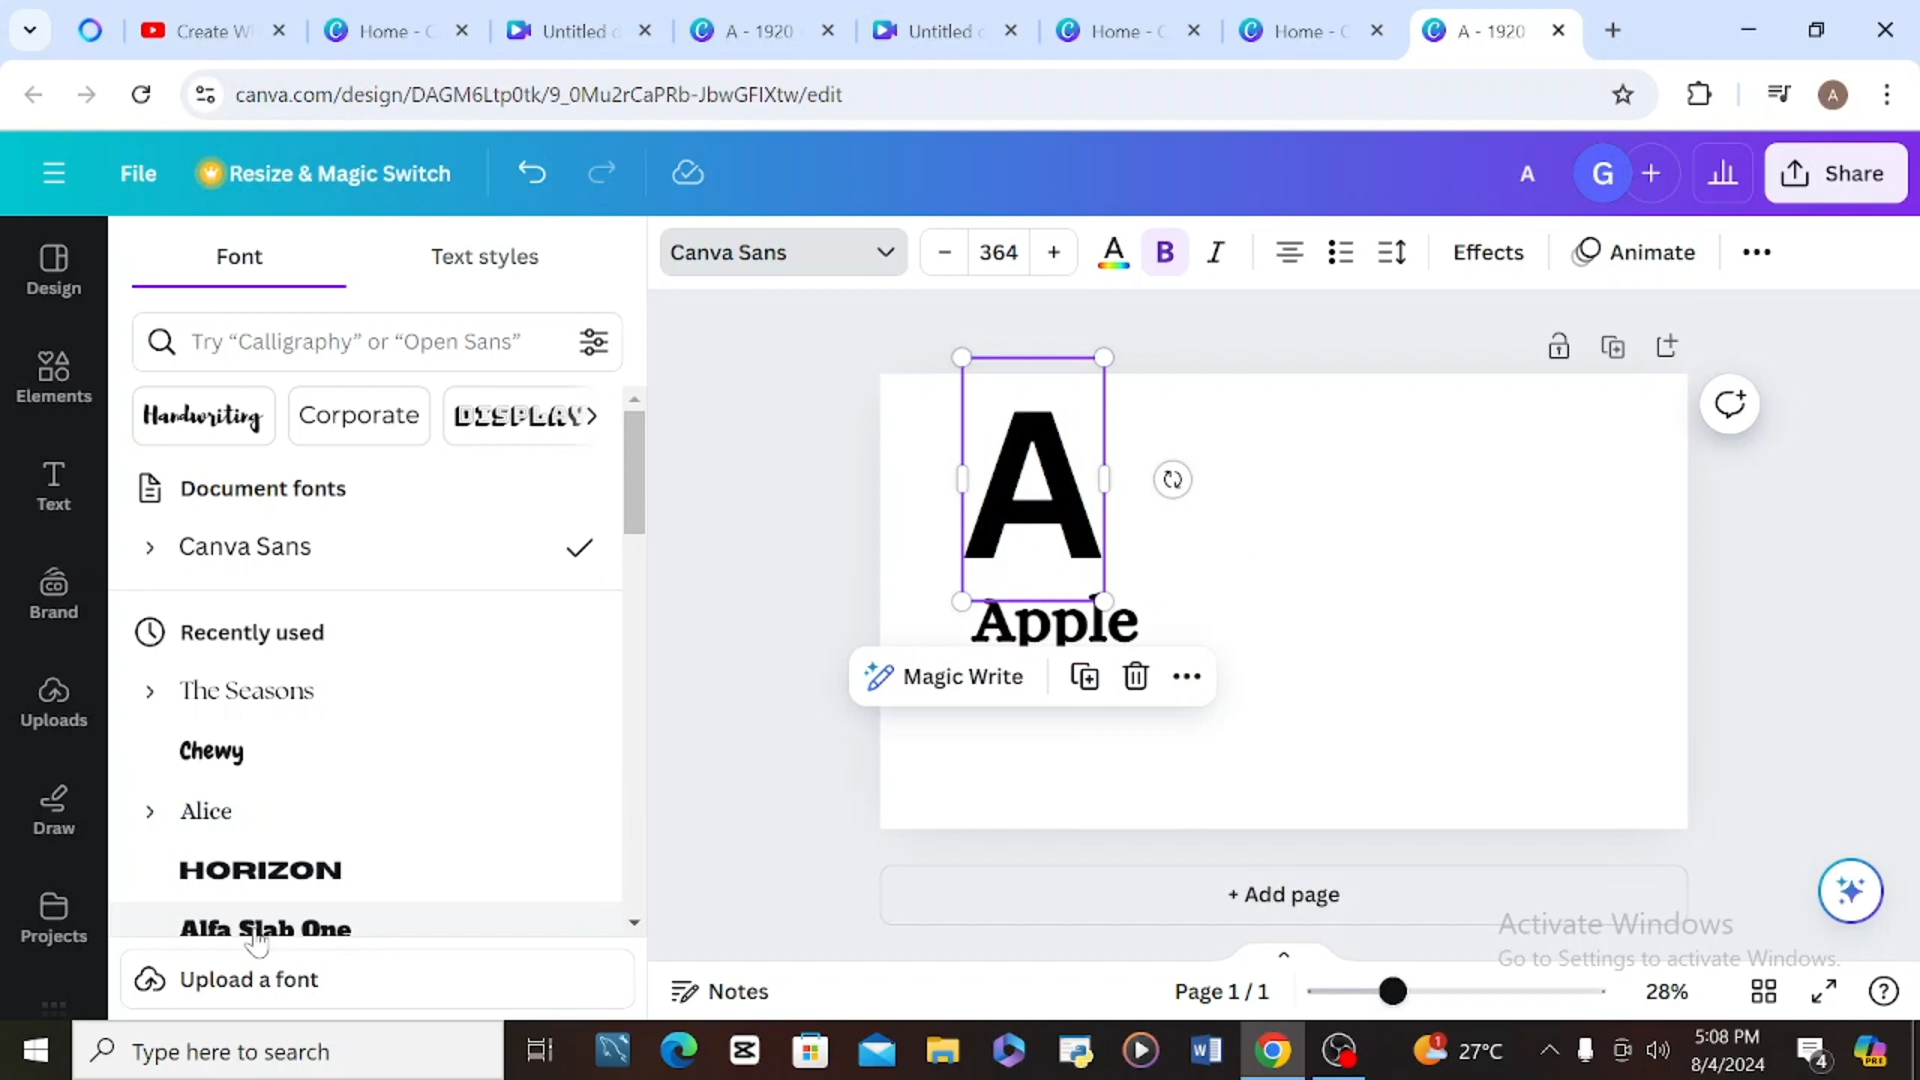 Create W
Home - C
Untitled
A - 1920
Untitled
Home - C
Home - C
A - 1920
canva.com/design/DAGM6Ltp0tk/9_0Mu2rCaPRb-JbwGFIXtw/edit
A
File
Resize & Magic Switch
A
G
Share
Font
Text styles
Canva Sans
364
A
B
I
Effects
Animate
Design
Try “Calligraphy” or “Open Sans”
Elements
Handwriting
Corporate
DISPLAY
Document fonts
A
Text
Canva Sans
Brand
Recently used
Apple
The Seasons
Magic Write
Uploads
Chewy
Draw
Alice
HORIZON
+ Add page
Projects
Alfa Slab One
Activate Windows
Go to Settings to activate Windows.
Upload a font
Notes
Page 1 / 1
28%
Type here to search
27°C
5:08 PM
8/4/2024
4